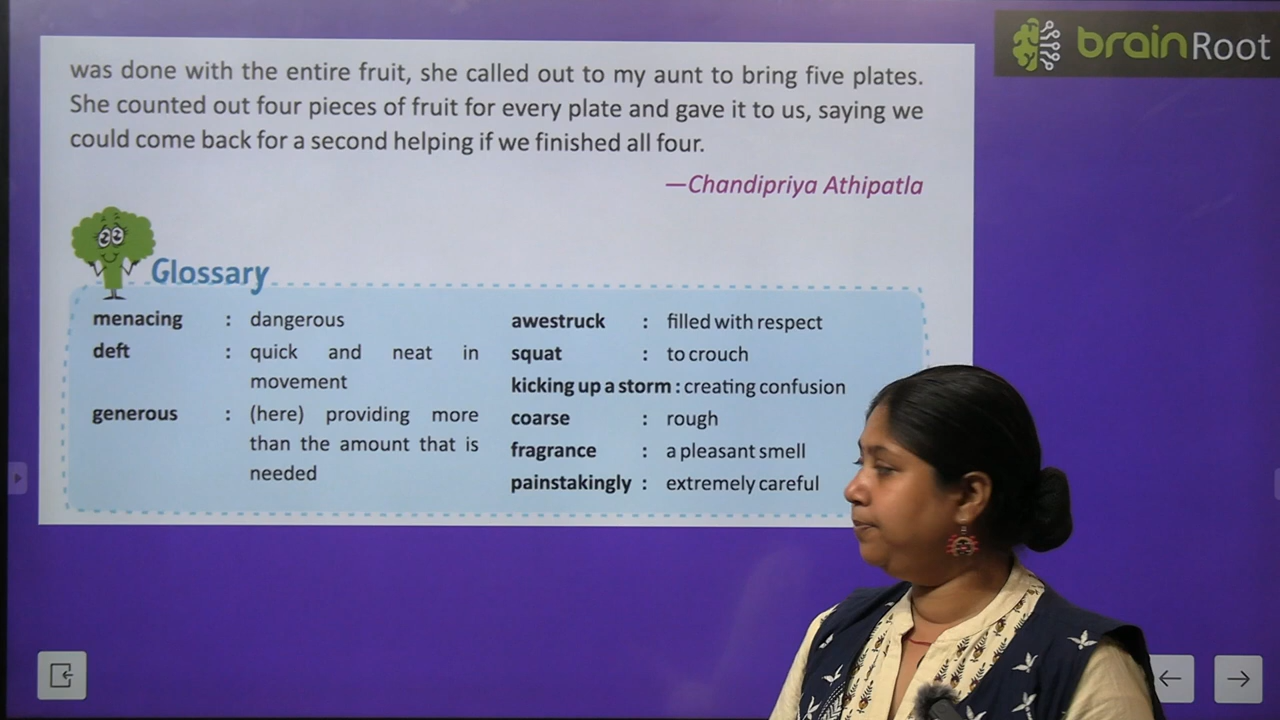 brainRoot
was done with the entire fruit, she called out to my aunt to bring five plates.
She counted out four pieces of fruit for every plate and gave it to us, saying we
could come back for a second helping if we finished all four.
—Chandipriya Athipatla
Glossary
menacing : dangerous
deft : quick and neat in
movement
generous : (here) providing more
than the amount that is
needed
awestruck : filled with respect
squat : to crouch
kicking up a storm : creating confusion
coarse : rough
fragrance : a pleasant smell
painstakingly : extremely careful